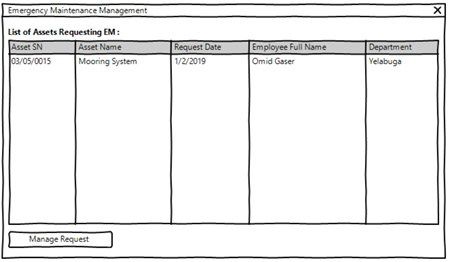 Emergency Maintenance Management X
List of Assets Requesting EM :
Asset SN Asset Name Request Date Employee Full Name Department
03/05/0015 Mooring System 1/2/2019 Omid Gaser Yelabuga
Manage Request